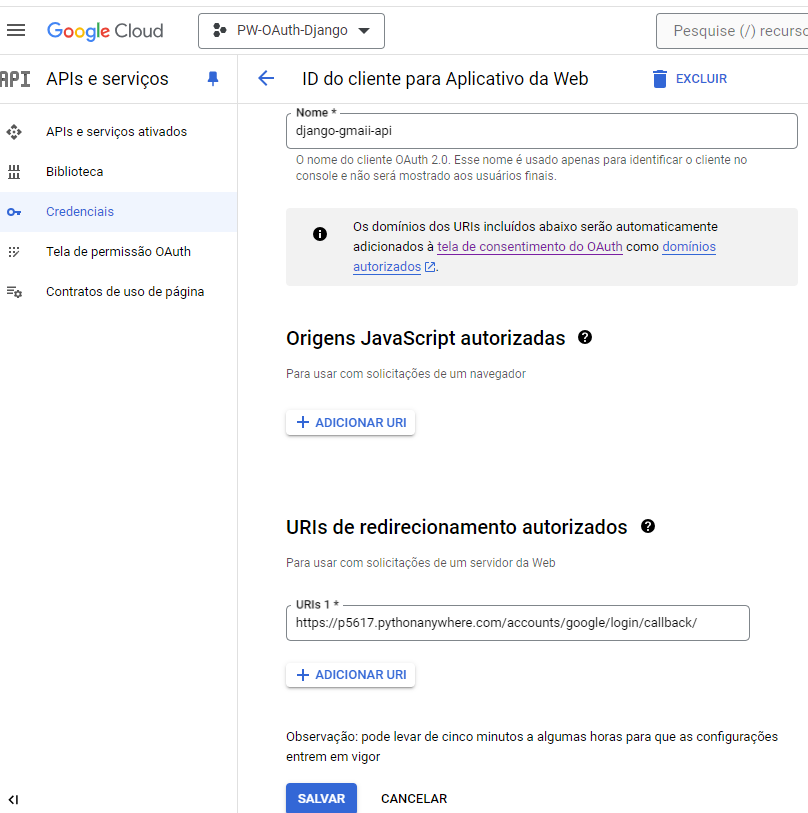 Google Cloud
PW-OAuth-Django
Pesquise (/) recurso
API
APIs e serviços
ID do cliente para Aplicativo da Web
EXCLUIR
APIs e serviços ativados
Biblioteca
Credenciais
Tela de permissão OAuth
Contratos de uso de página
Nome *
django-gmaii-api
O nome do cliente OAuth 2.0. Esse nome é usado apenas para identificar o cliente no
console e não será mostrado aos usuários finais.
Os domínios dos URIs incluídos abaixo serão automaticamente
adicionados à tela de consentimento do OAuth como domínios
autorizados.
Origens JavaScript autorizadas
Para usar com solicitações de um navegador
+ ADICIONAR URI
URIs de redirecionamento autorizados
Para usar com solicitações de um servidor da Web
URIs 1 *
https://p5617.pythonanywhere.com/accounts/google/login/callback/
+ ADICIONAR URI
Observação: pode levar de cinco minutos a algumas horas para que as configurações
entrem em vigor
SALVAR
CANCELAR